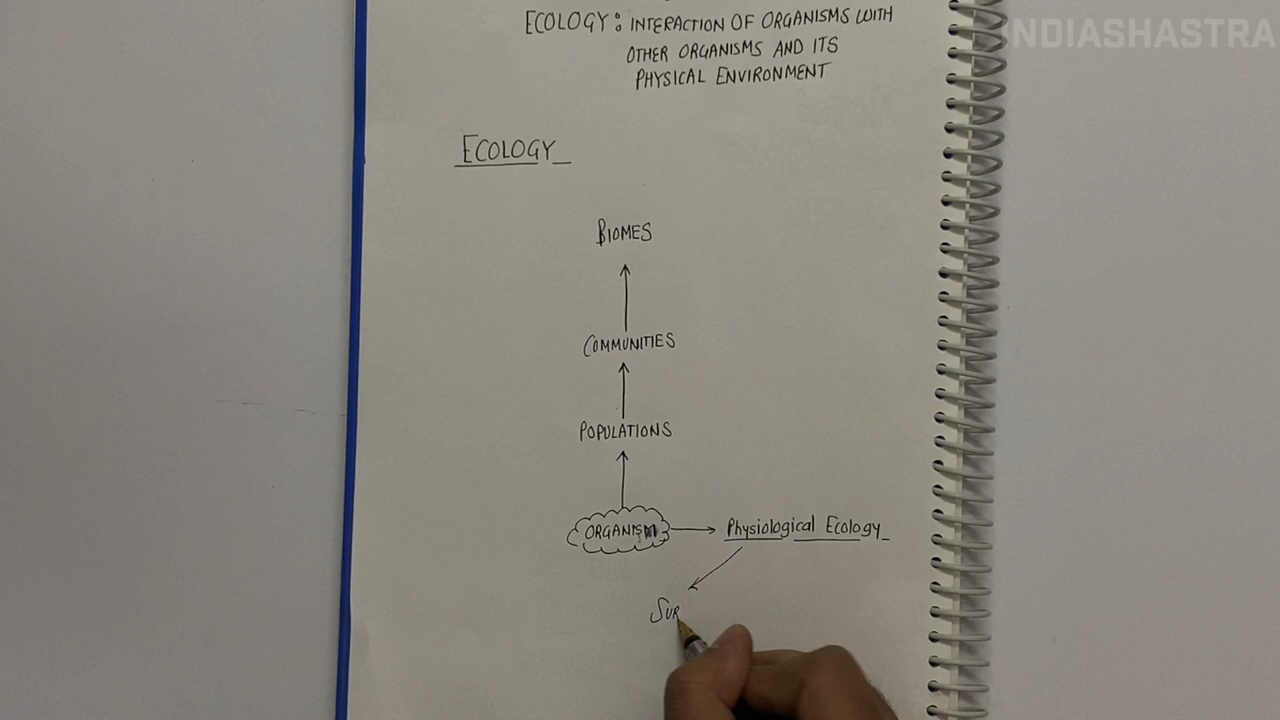 ECOLOGY: INTERACTION OF ORGANISMS WITH
OTHER ORGANISMS AND ITS
PHYSICAL ENVIRONMENT
NDIASHASTRA
ECOLOGY
BIOMES
COMMUNITIES
POPULATIONS
ORGANISM
Physiological Ecology
SUR